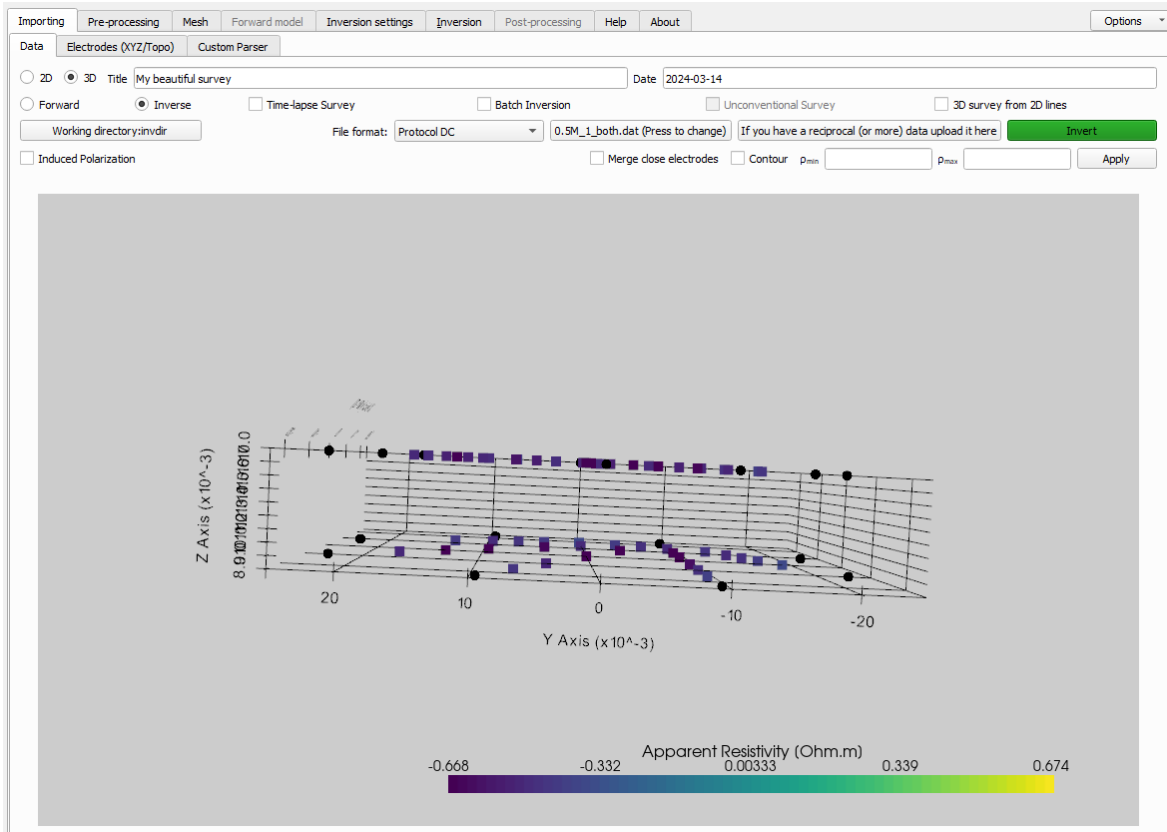 Importing Pre-processing Mesh Forward model Inversion settings Inversion Post-processing Help About Options
Data Electrodes (XYZ/Topo) Custom Parser
2D 3D Title My beautiful survey Date 2024-03-14
Forward Inverse Time-lapse Survey Batch Inversion Unconventional Survey 3D survey from 2D lines
Working directory:invdir File format: Protocol DC 0.5M_1_both.dat (Press to change) If you have a reciprocal (or more) data upload it here Invert
Induced Polarization Merge close electrodes Contour ρmin ρmax Apply
Z Axis (x10^-3)
20
10
0
-10
-20
Y Axis (x10^-3)
Apparent Resistivity [Ohm.m]
-0.668 -0.332 0.00333 0.339 0.674